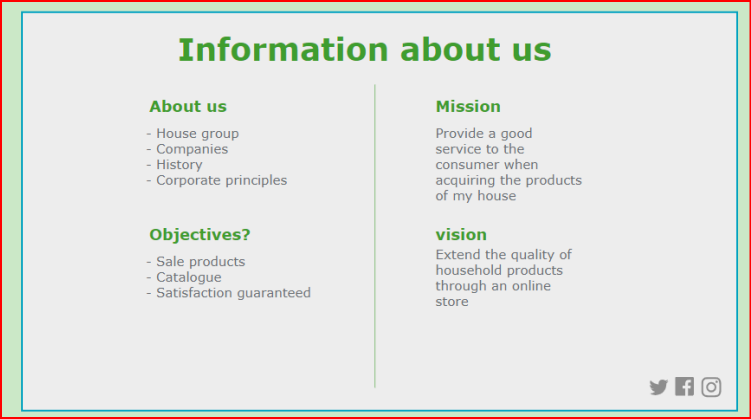 Information about us
About us
- House group
- Companies
- History
- Corporate principles
Objectives?
- Sale products
- Catalogue
- Satisfaction guaranteed
Mission
Provide a good
service to the
consumer when
acquiring the products
of my house
vision
Extend the quality of
household products
through an online
store